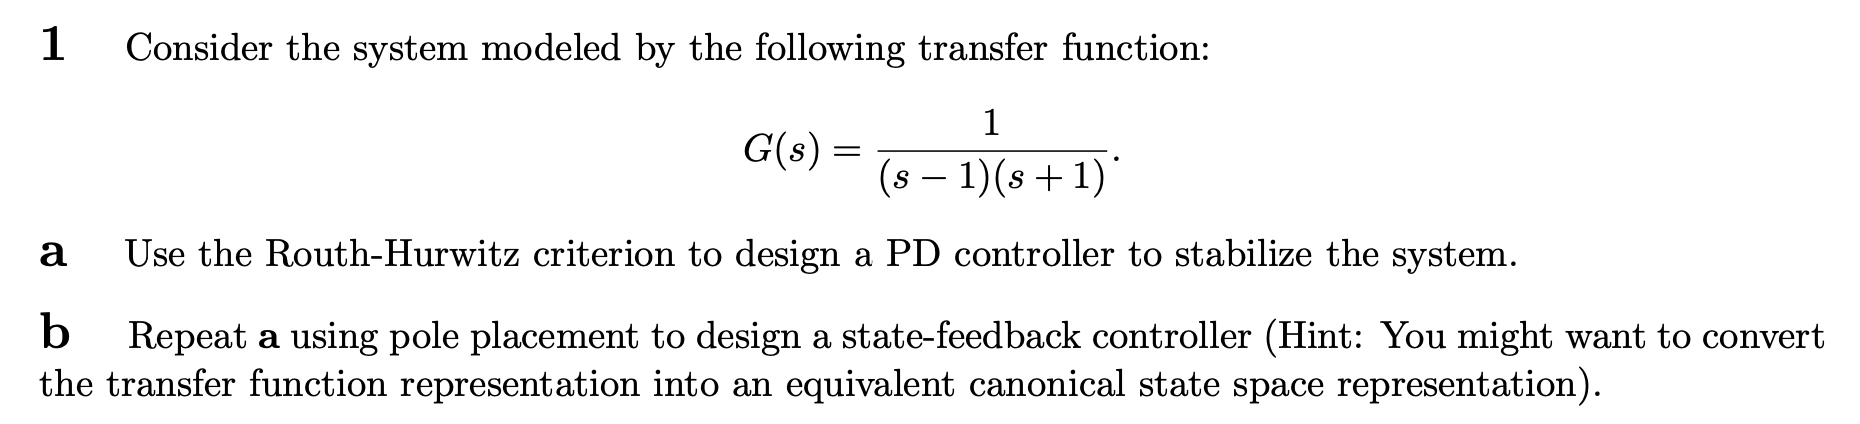 1 Consider the system modeled by the following transfer function:
G(s) = \frac{1}{(s − 1)(s + 1)}.
a Use the Routh-Hurwitz criterion to design a PD controller to stabilize the system.
b Repeat a using pole placement to design a state-feedback controller (Hint: You might want to convert
the transfer function representation into an equivalent canonical state space representation).